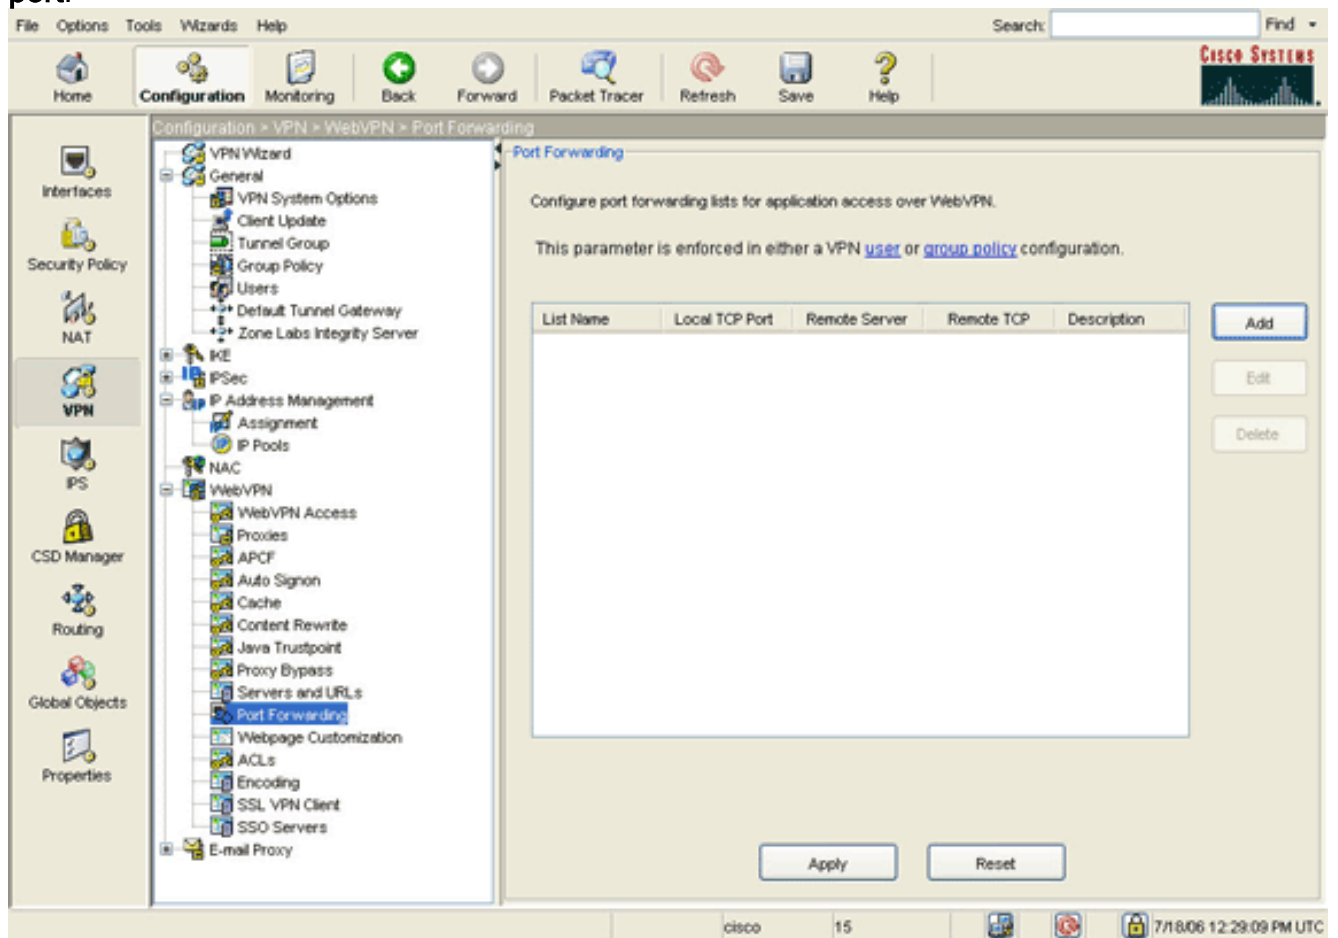 port.
File Options Tools Wizards Help Search: Find
Home Configuration Monitoring Back Forward Packet Tracer Refresh Save Help
CISCO SYSTEMS
Configuration > VPN > WebVPN > Port Forwarding
Interfaces
Security Policy
NAT
VPN
IPS
CSD Manager
Routing
Global Objects
Properties
VPN Wizard
General
VPN System Options
Client Update
Tunnel Group
Group Policy
Users
Default Tunnel Gateway
Zone Labs Integrity Server
IKE
IPSec
IP Address Management
Assignment
IP Pools
NAC
WebVPN
WebVPN Access
Proxies
APCF
Auto Signon
Cache
Content Rewrite
Java Trustpoint
Proxy Bypass
Servers and URLs
Port Forwarding
Webpage Customization
ACLs
Encoding
SSL VPN Client
SSO Servers
E-mail Proxy
Port Forwarding
Configure port forwarding lists for application access over WebVPN.
This parameter is enforced in either a VPN user or group policy configuration.
List Name Local TCP Port Remote Server Remote TCP Description
Add
Edit
Delete
Apply Reset
cisco 15 7/18/06 12:29:09 PM UTC